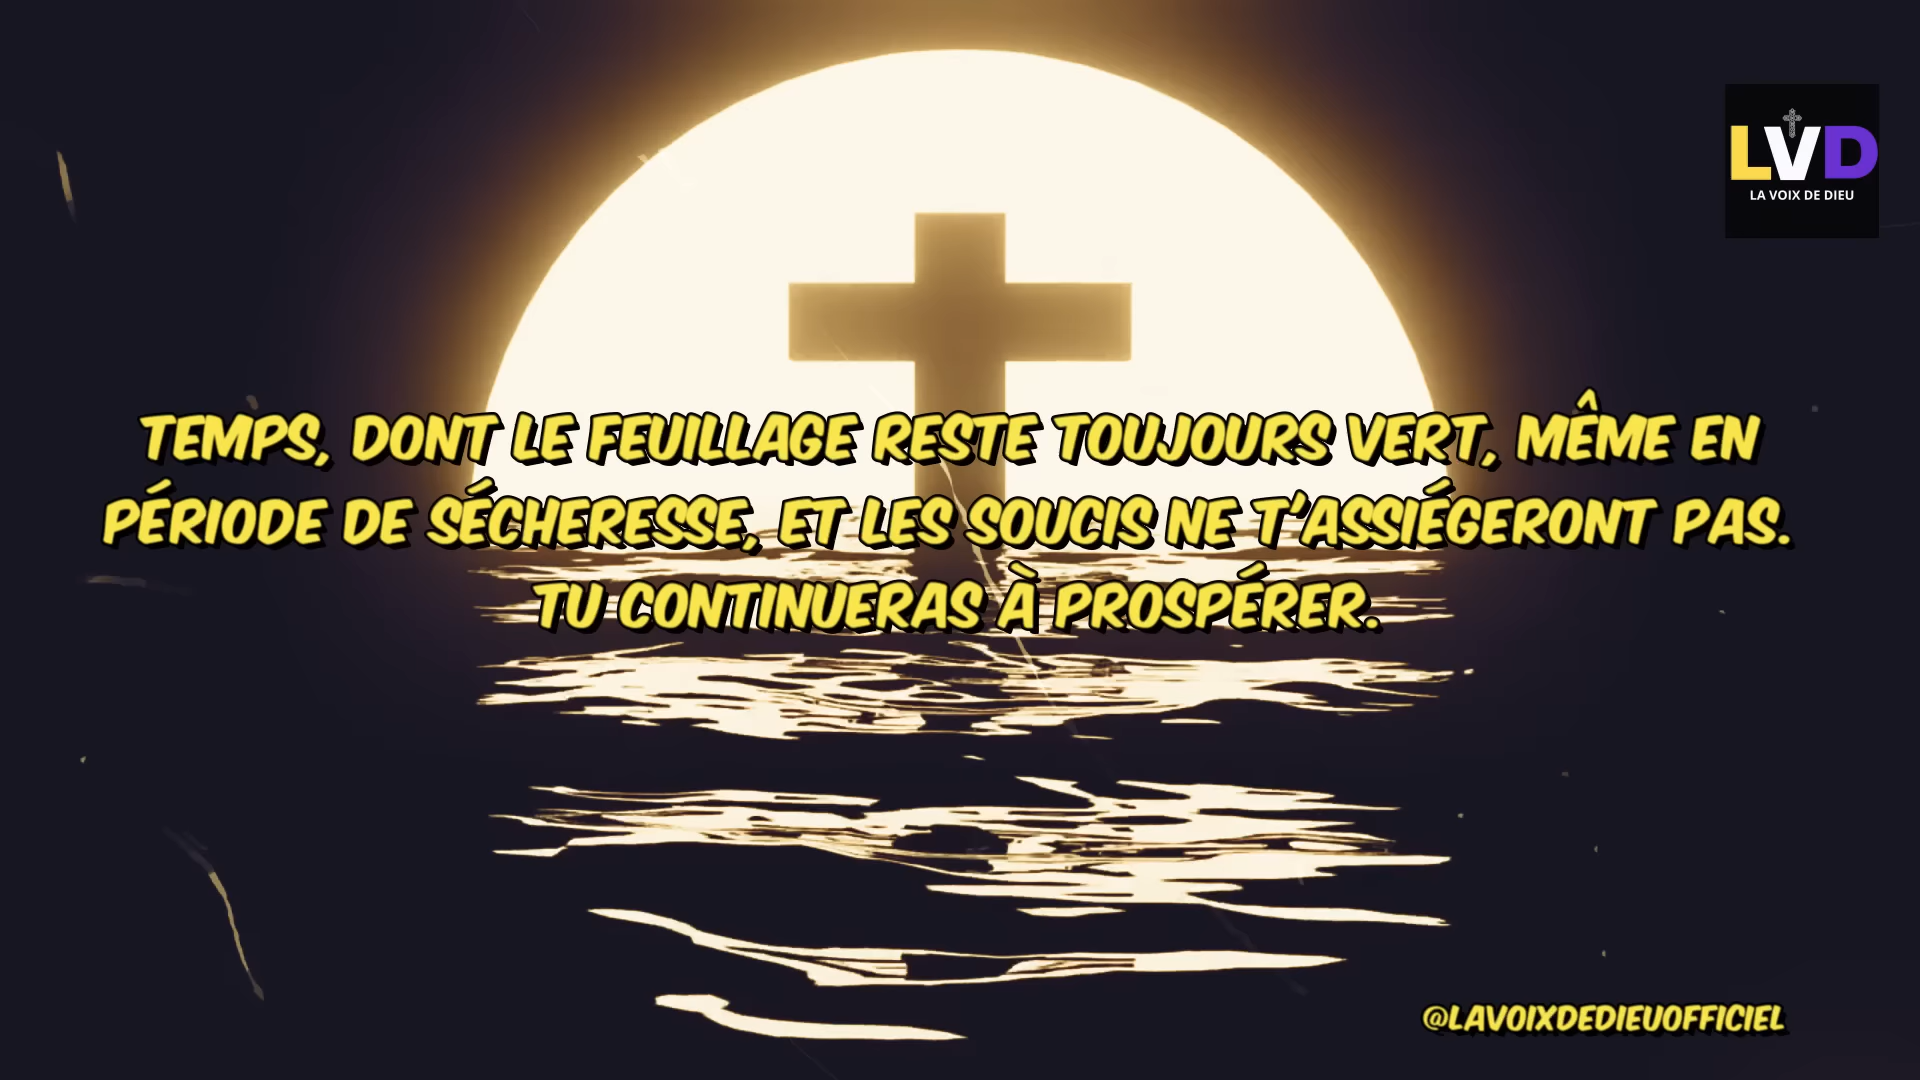 LVD
LA VOIX DE DIEU
TEMPS, DONT LE FEUILLAGE RESTE TOUJOURS VERT, MÊME EN
PÉRIODE DE SÉCHERESSE, ET LES SOUCIS NE T'ASSIÉGERONT PAS.
TU CONTINUERAS À PROSPÉRER.
@LAVOIXDEDIEUOFFICIEL